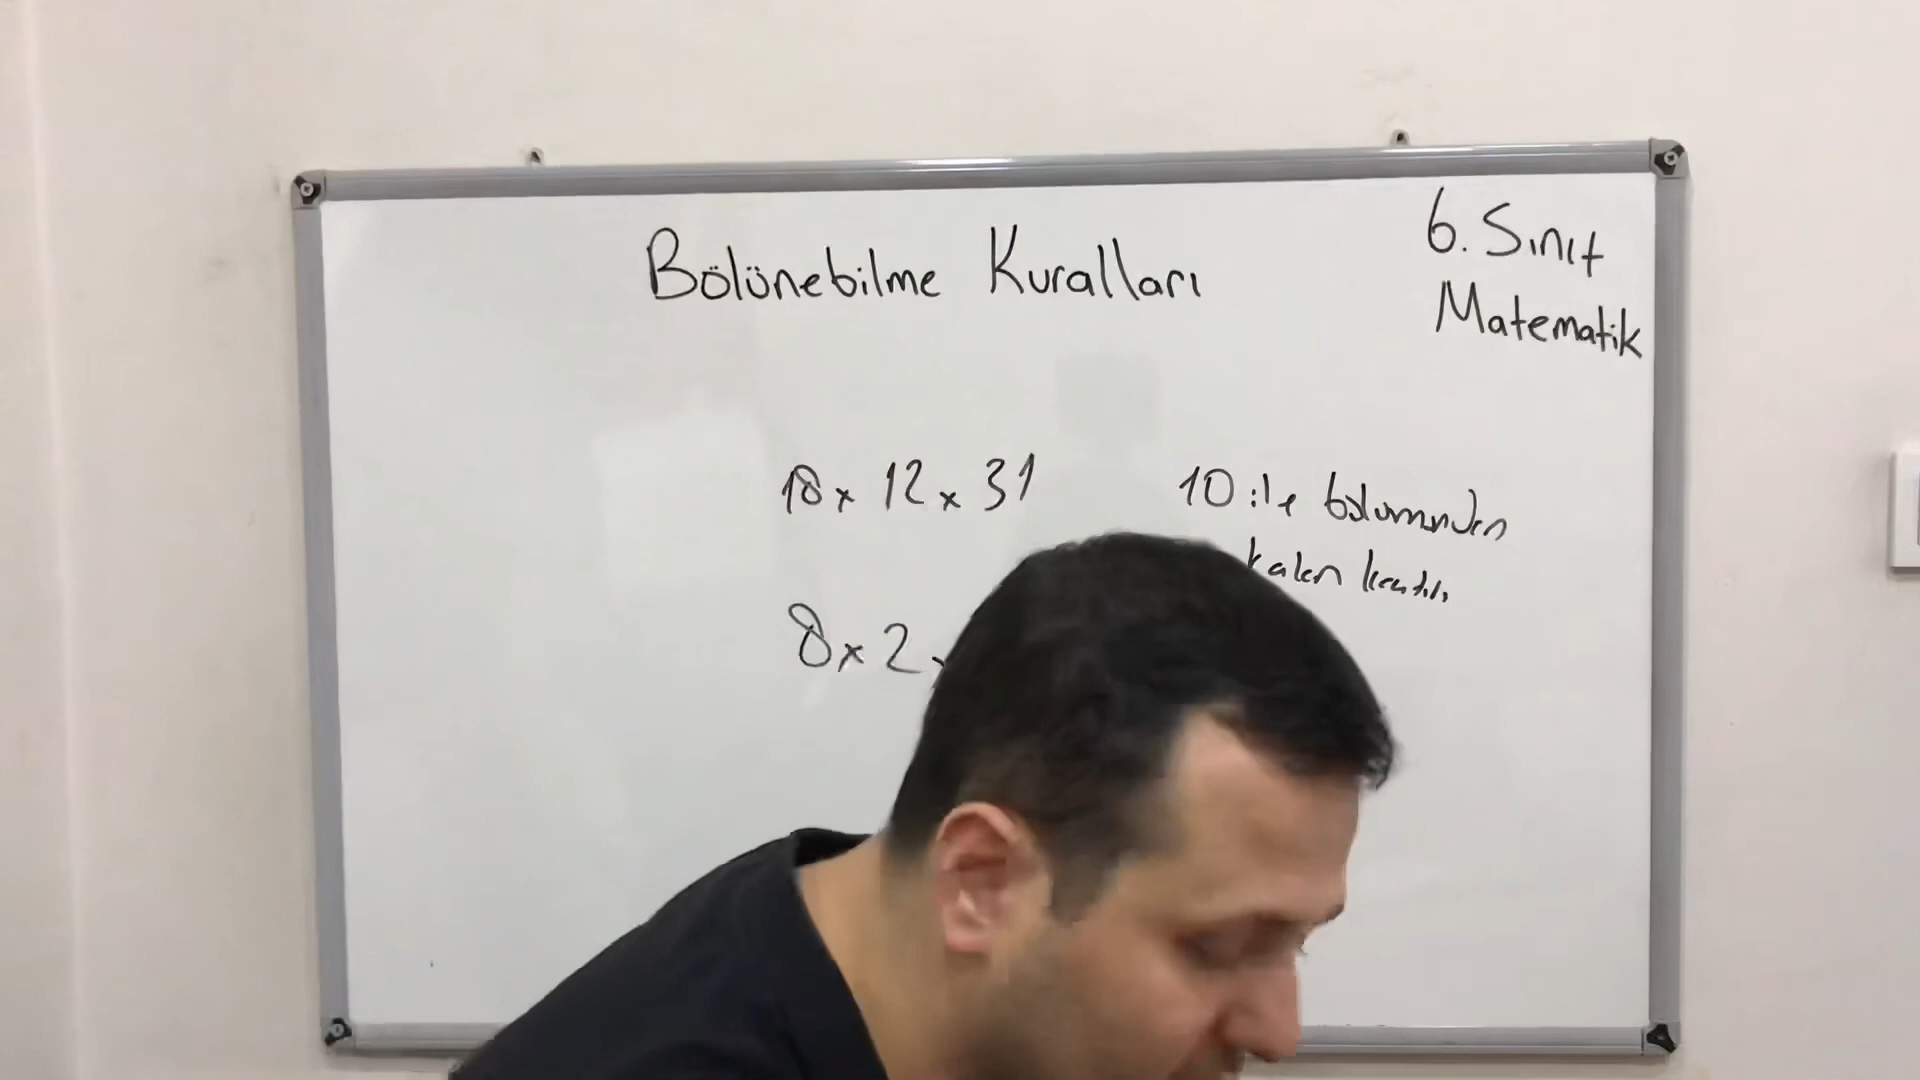 Bölünebilme Kuralları
6. Sınıf
Matematik
18 x 12 x 31
10 ile bölümünden
kalan kaçtır,
8 x 2 x